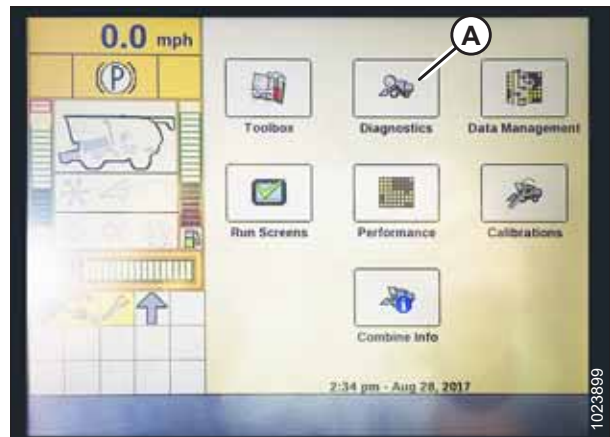 0.0 mph
A
(P)
Toolbox
Diagnostics
Data Management
Run Screens
Performance
Calibrations
Combine Info
2:34 pm - Aug 28, 2017
1023899